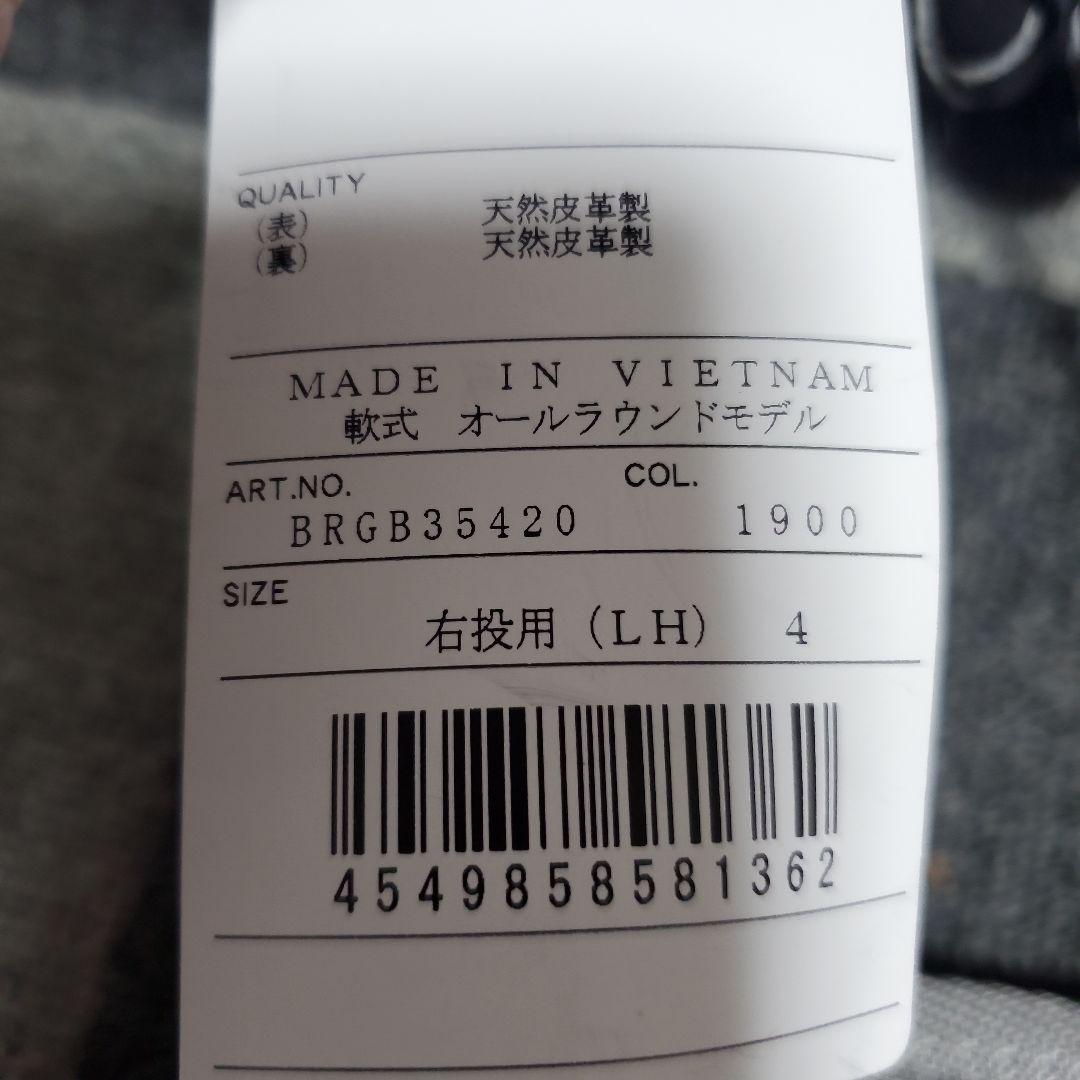 QUALITY
(表) 天然皮革製
(裏) 天然皮革製
MADE IN VIETNAM
軟式 オールラウンドモデル
ART.NO. COL.
BRGB35420 1900
SIZE
右投用(LH) 4
4549858581362